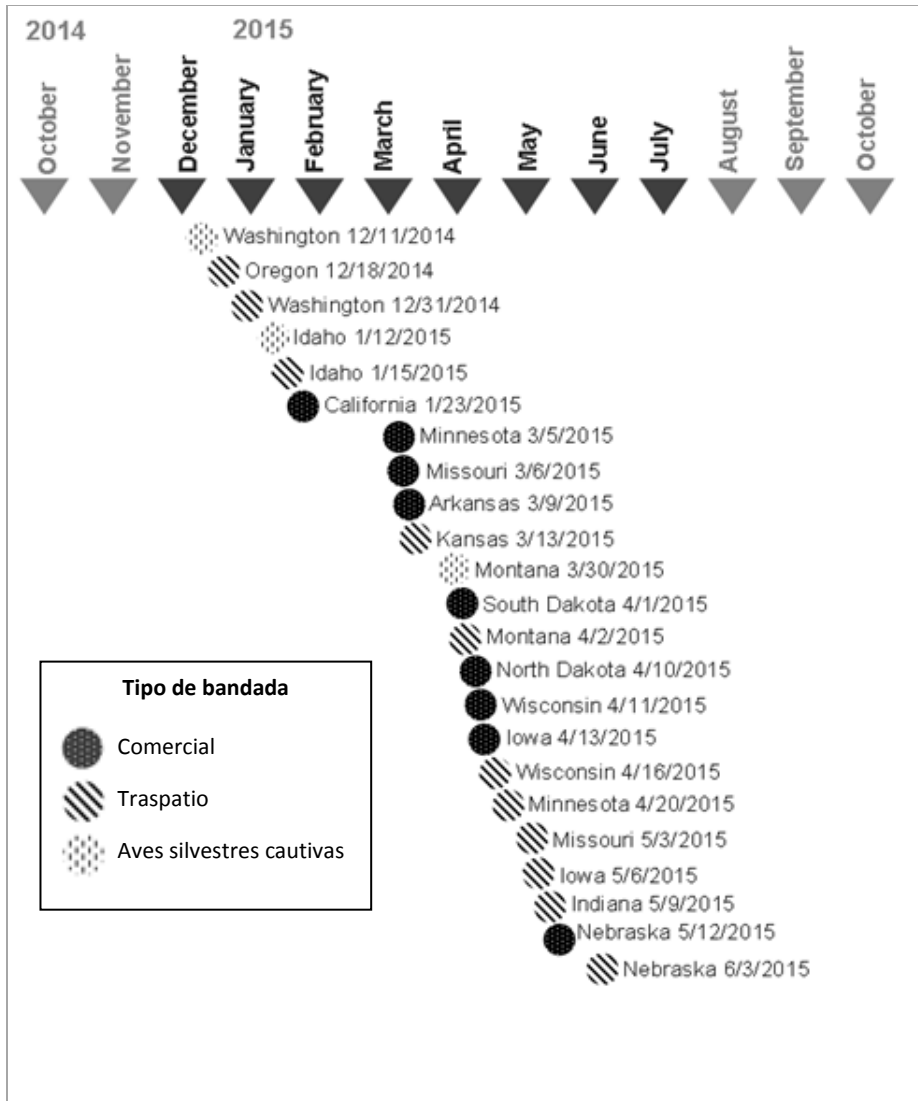 2014 2015
October
November
December
January
February
March
April
May
June
July
August
September
October
Washington 12/11/2014
Oregon 12/18/2014
Washington 12/31/2014
Idaho 1/12/2015
Idaho 1/15/2015
California 1/23/2015
Minnesota 3/5/2015
Missouri 3/6/2015
Arkansas 3/9/2015
Kansas 3/13/2015
Montana 3/30/2015
South Dakota 4/1/2015
Montana 4/2/2015
North Dakota 4/10/2015
Wisconsin 4/11/2015
Iowa 4/13/2015
Wisconsin 4/16/2015
Minnesota 4/20/2015
Missouri 5/3/2015
Iowa 5/6/2015
Indiana 5/9/2015
Nebraska 5/12/2015
Nebraska 6/3/2015
Tipo de bandada
Comercial
Traspatio
Aves silvestres cautivas